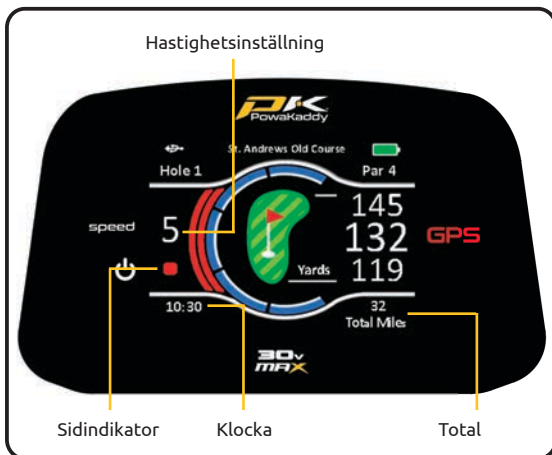 Hastighetsinställning
PK
PowaKaddy
St. Andrews Old Course
Hole 1
Par 4
145
speed
5
132
GPS
Yards
119
10:30
32
Total Miles
30v
MAX
Sidindikator
Klocka
Total